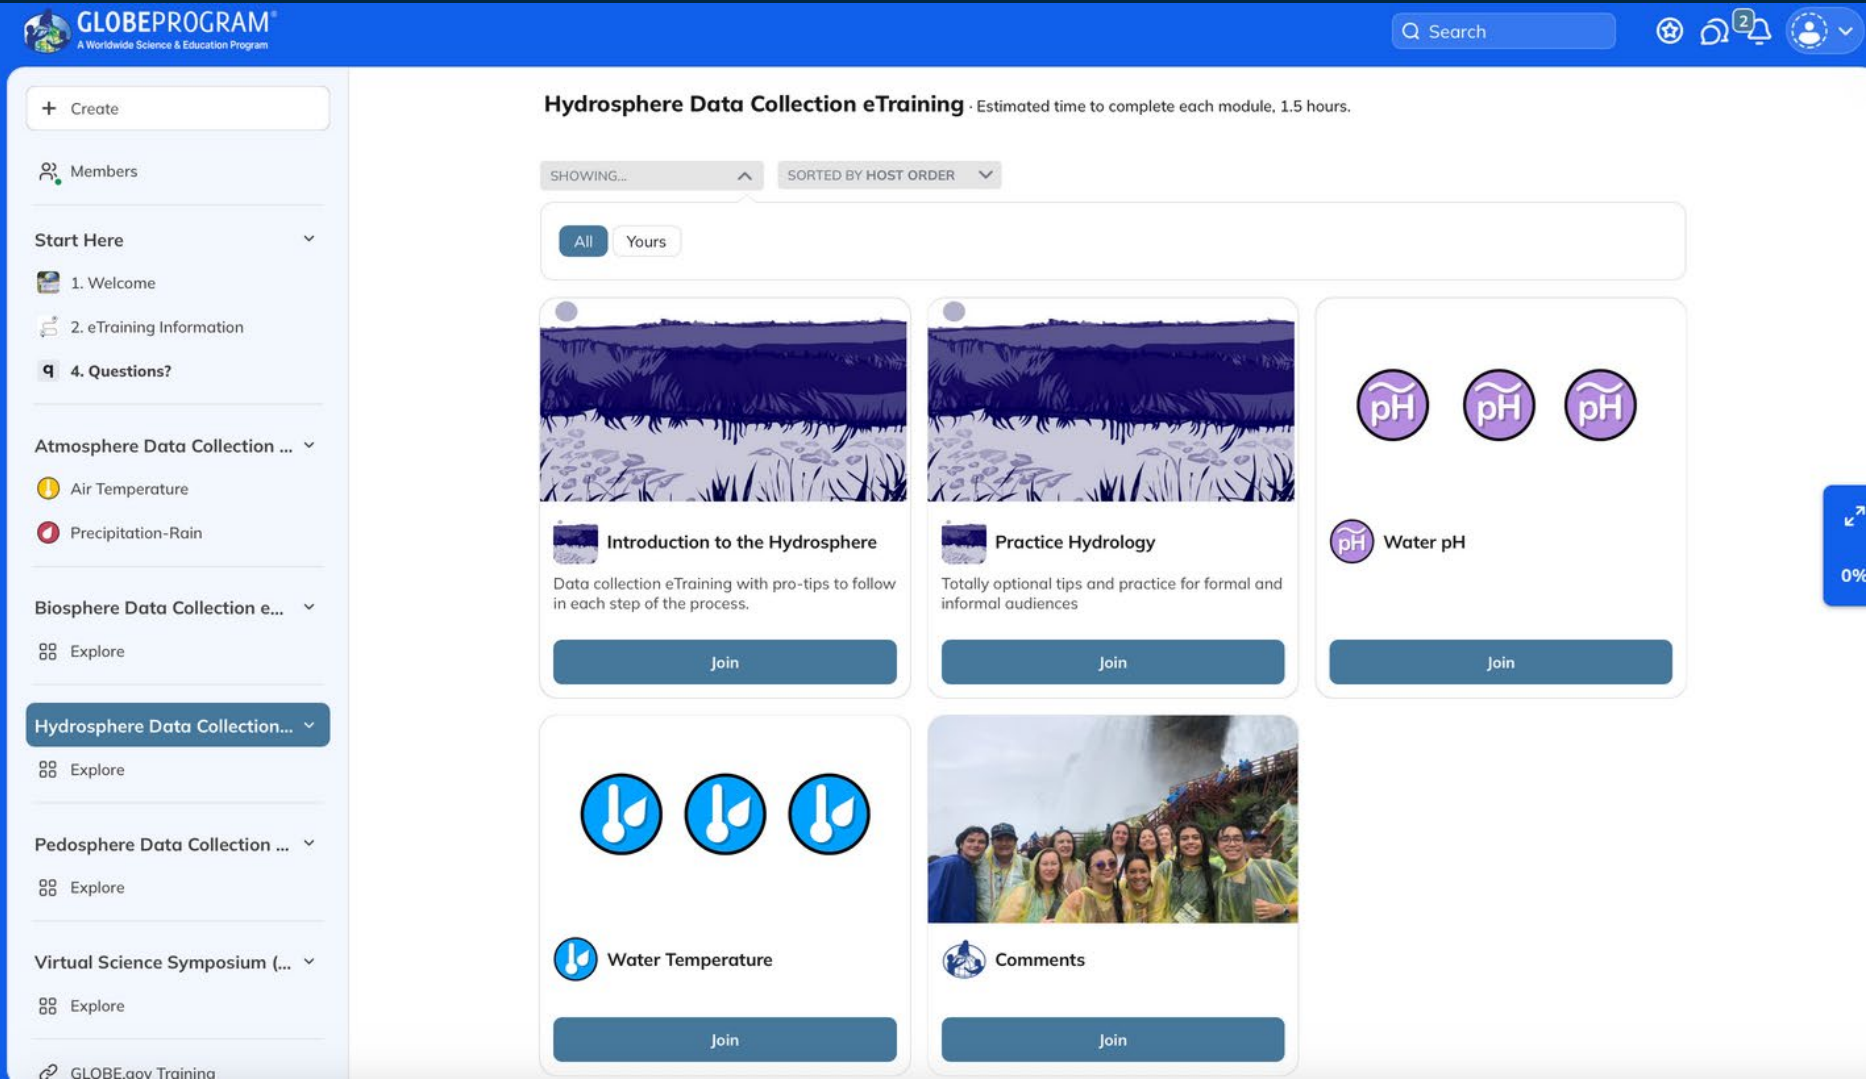 GLOBEPROGRAM®
A Worldwide Science & Education Program
Search
2
Create
Members
Start Here
1. Welcome
2. eTraining Information
q 4. Questions?
Atmosphere Data Collection ...
Air Temperature
Precipitation-Rain
Biosphere Data Collection e...
Explore
Hydrosphere Data Collection...
Explore
Pedosphere Data Collection ...
Explore
Virtual Science Symposium (...
Explore
GLOBE.gov Training
Hydrosphere Data Collection eTraining · Estimated time to complete each module, 1.5 hours.
SHOWING...
SORTED BY HOST ORDER
All
Yours
Introduction to the Hydrosphere
Data collection eTraining with pro-tips to follow
in each step of the process.
Join
Practice Hydrology
Totally optional tips and practice for formal and
informal audiences
Join
pH pH pH
pH Water pH
Join
Water Temperature
Join
Comments
Join
0%